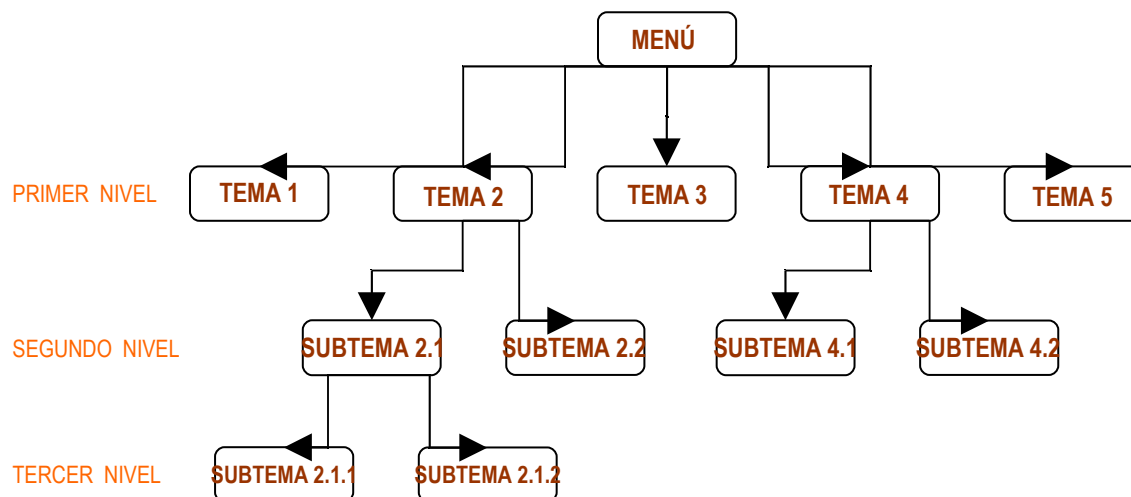 MENÚ
PRIMER NIVEL
TEMA 1
TEMA 2
TEMA 3
TEMA 4
TEMA 5
SEGUNDO NIVEL
SUBTEMA 2.1
SUBTEMA 2.2
SUBTEMA 4.1
SUBTEMA 4.2
TERCER NIVEL
SUBTEMA 2.1.1
SUBTEMA 2.1.2